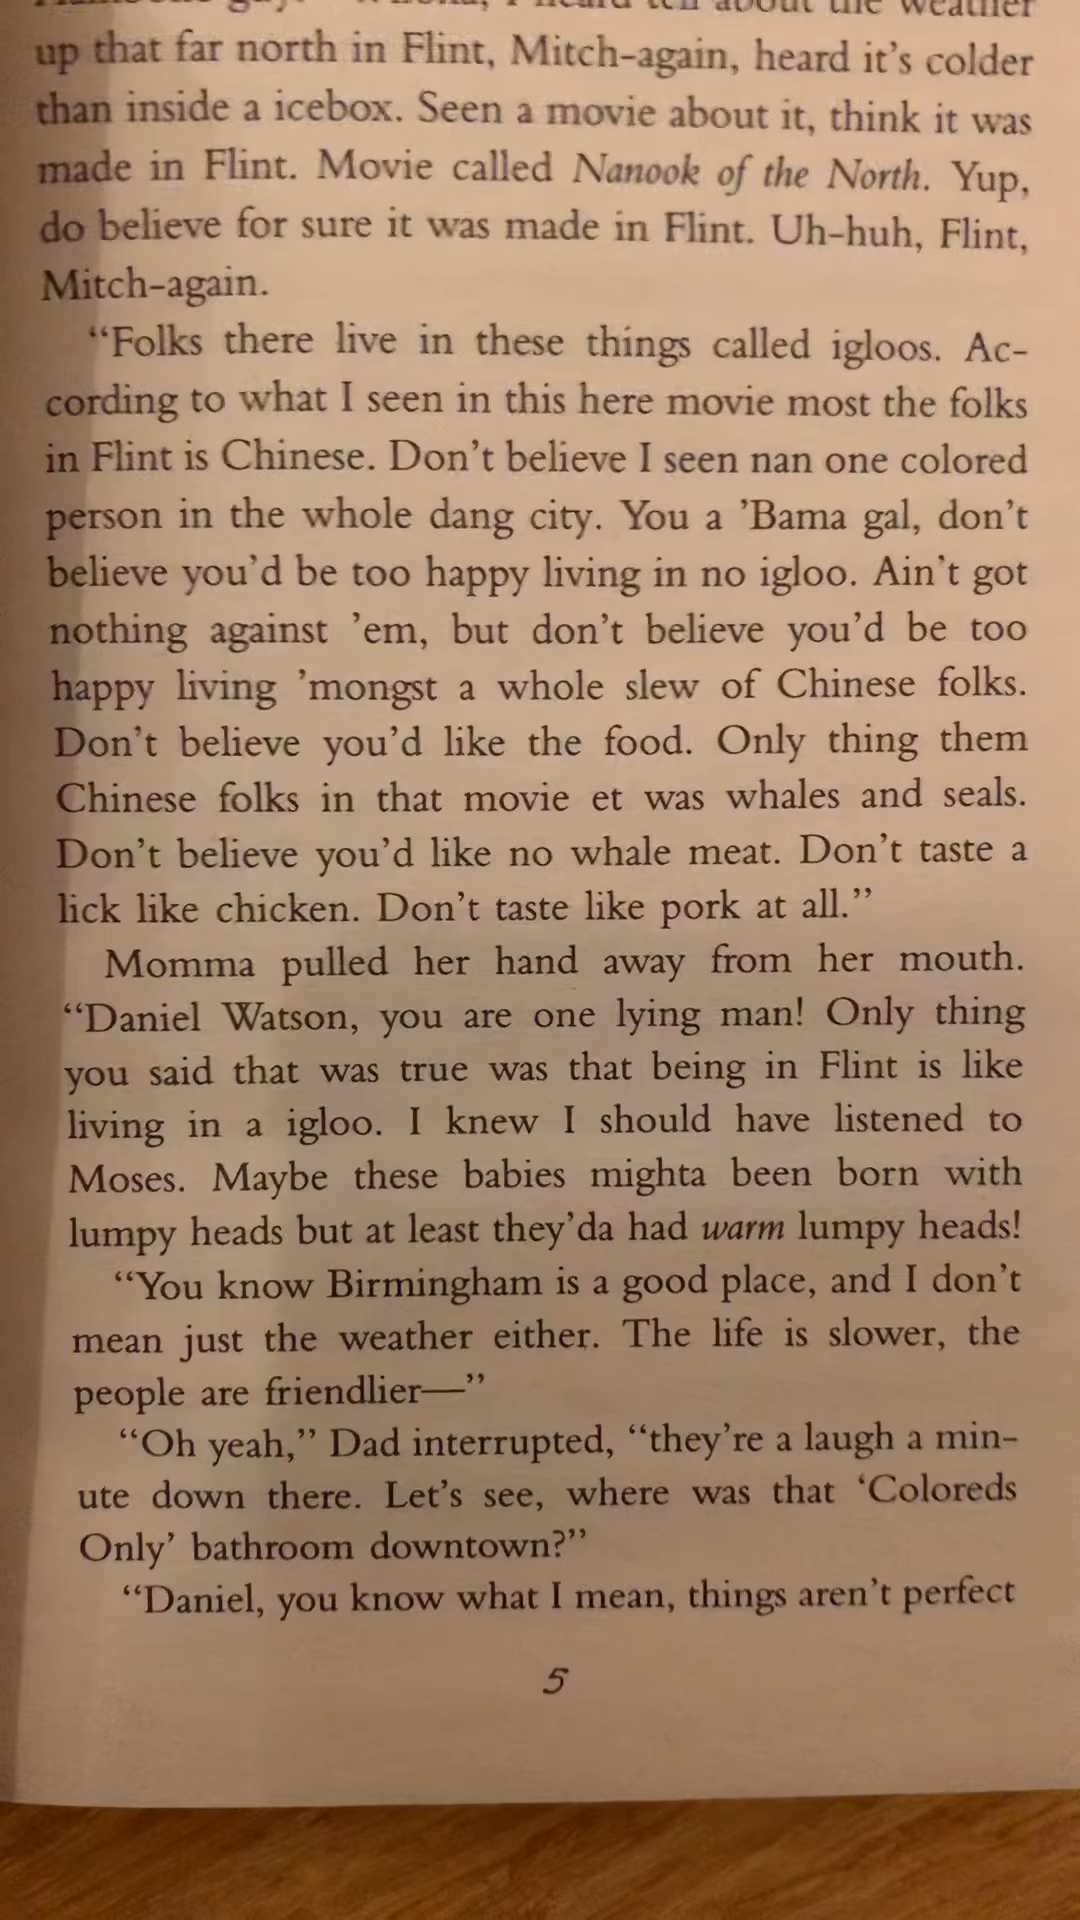 up that far north in Flint, Mitch-again, heard it's colder
than inside a icebox. Seen a movie about it, think it was
made in Flint. Movie called Nanook of the North. Yup,
do believe for sure it was made in Flint. Uh-huh, Flint,
Mitch-again.
“Folks there live in these things called igloos. Ac-
cording to what I seen in this here movie most the folks
in Flint is Chinese. Don't believe I seen nan one colored
person in the whole dang city. You a 'Bama gal, don't
believe you'd be too happy living in no igloo. Ain't got
nothing against 'em, but don't believe you'd be too
happy living 'mongst a whole slew of Chinese folks.
Don't believe you'd like the food. Only thing them
Chinese folks in that movie et was whales and seals.
Don't believe you'd like no whale meat. Don't taste a
lick like chicken. Don't taste like pork at all.”
Momma pulled her hand away from her mouth.
“Daniel Watson, you are one lying man! Only thing
you said that was true was that being in Flint is like
living in a igloo. I knew I should have listened to
Moses. Maybe these babies mighta been born with
lumpy heads but at least they'da had warm lumpy heads!
“You know Birmingham is a good place, and I don't
mean just the weather either. The life is slower, the
people are friendlier—”
“Oh yeah,” Dad interrupted, “they're a laugh a min-
ute down there. Let's see, where was that ‘Coloreds
Only’ bathroom downtown?”
“Daniel, you know what I mean, things aren't perfect
5